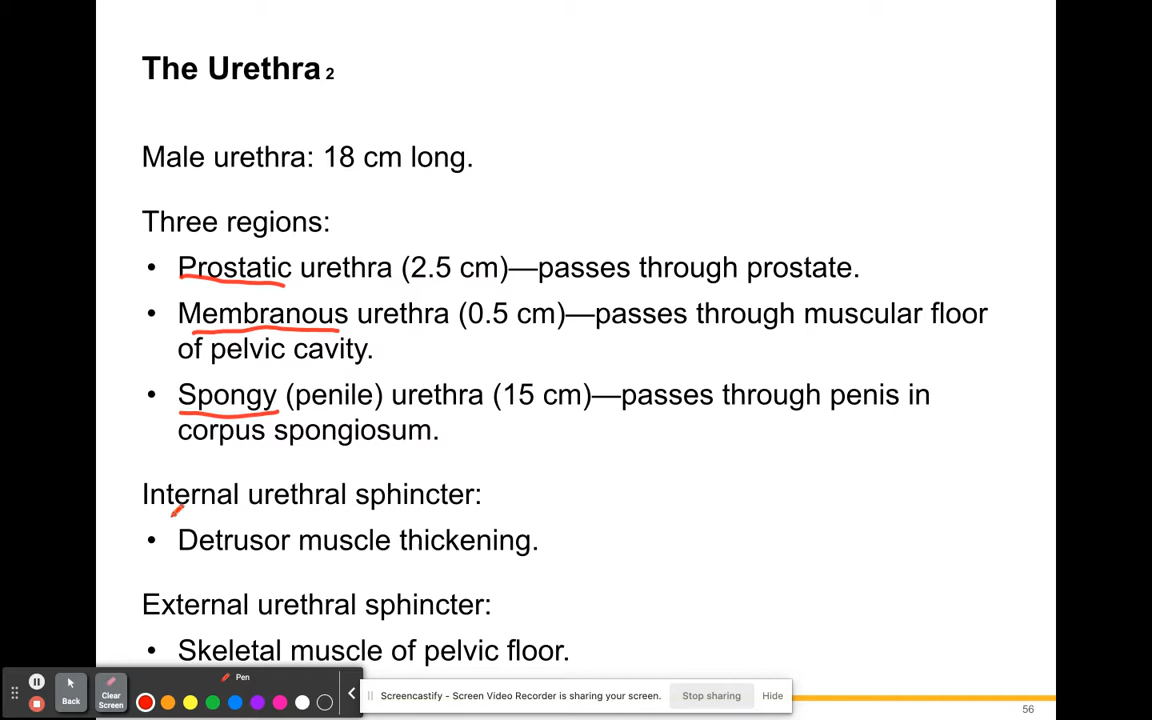 The Urethra 2
Male urethra: 18 cm long.
Three regions:
• Prostatic urethra (2.5 cm)—passes through prostate.
• Membranous urethra (0.5 cm)—passes through muscular floor
of pelvic cavity.
• Spongy (penile) urethra (15 cm)—passes through penis in
corpus spongiosum.
Internal urethral sphincter:
• Detrusor muscle thickening.
External urethral sphincter:
• Skeletal muscle of pelvic floor.
Pen
Back
Clear
Screen
Screencastify - Screen Video Recorder is sharing your screen.
Stop sharing
Hide
56